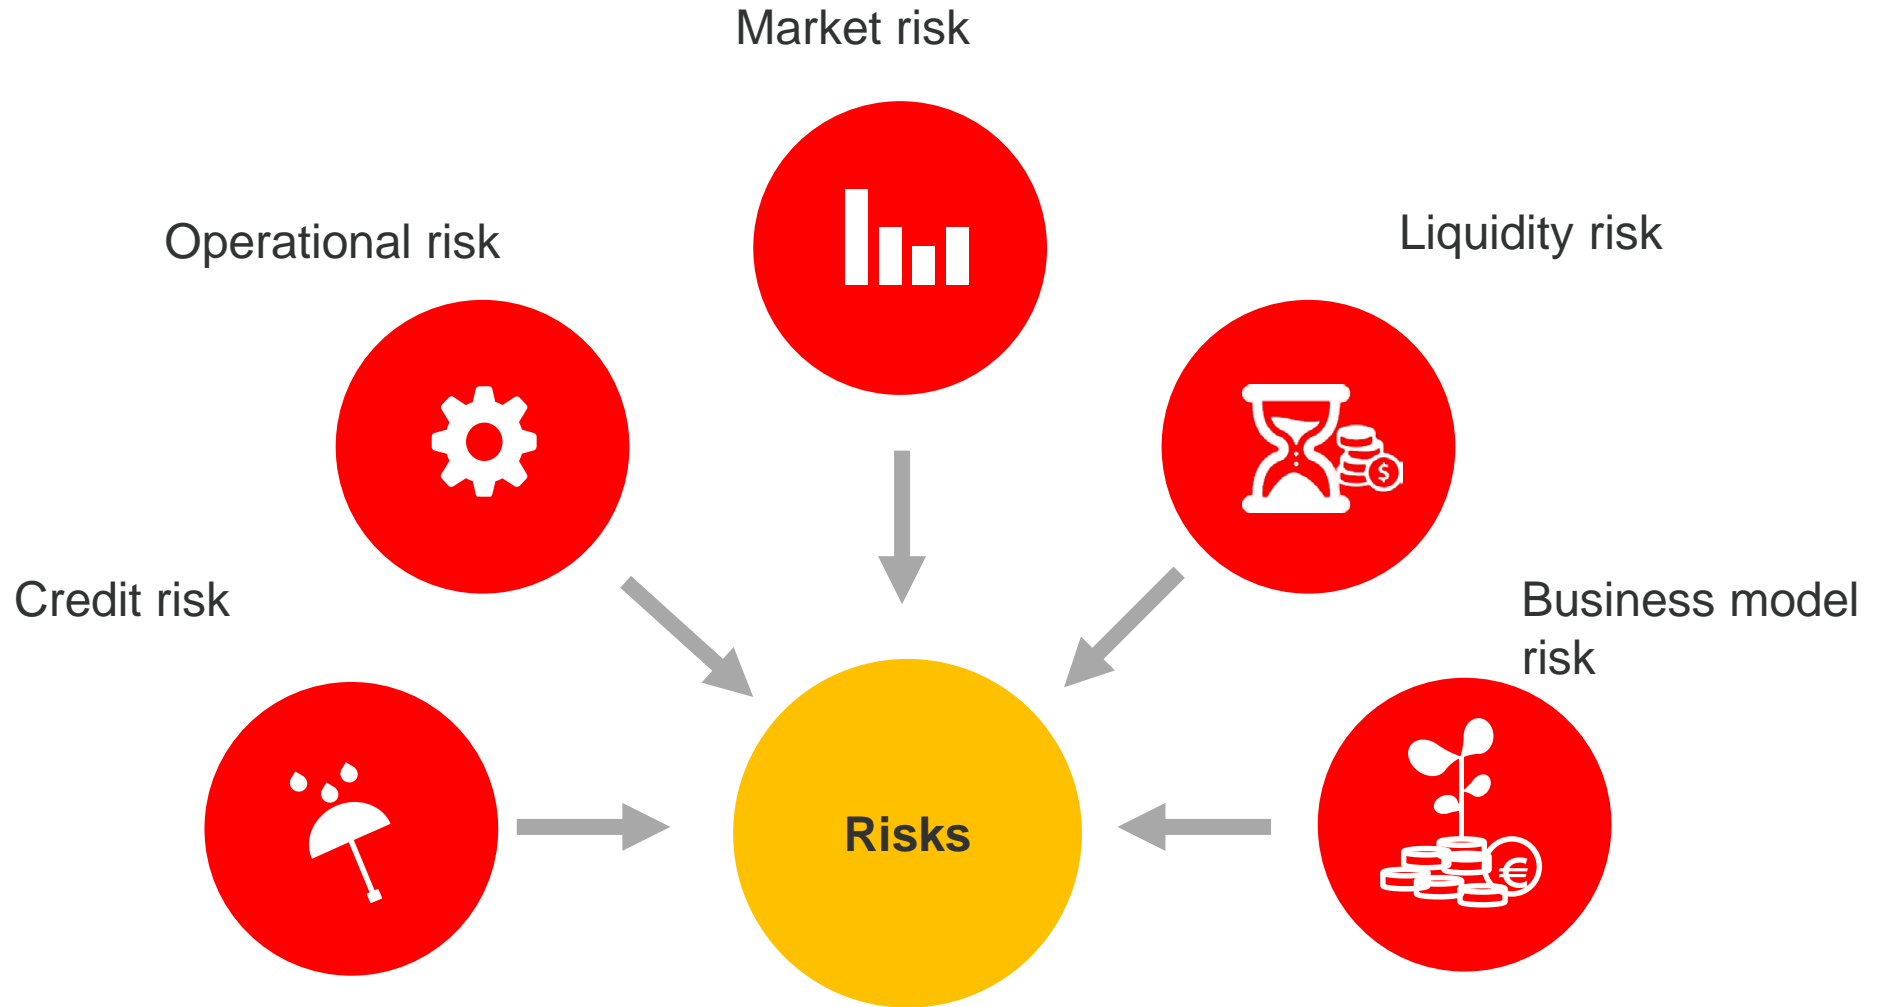 Market risk
Operational risk
Liquidity risk
$
Credit risk
Business model
risk
Risks
€